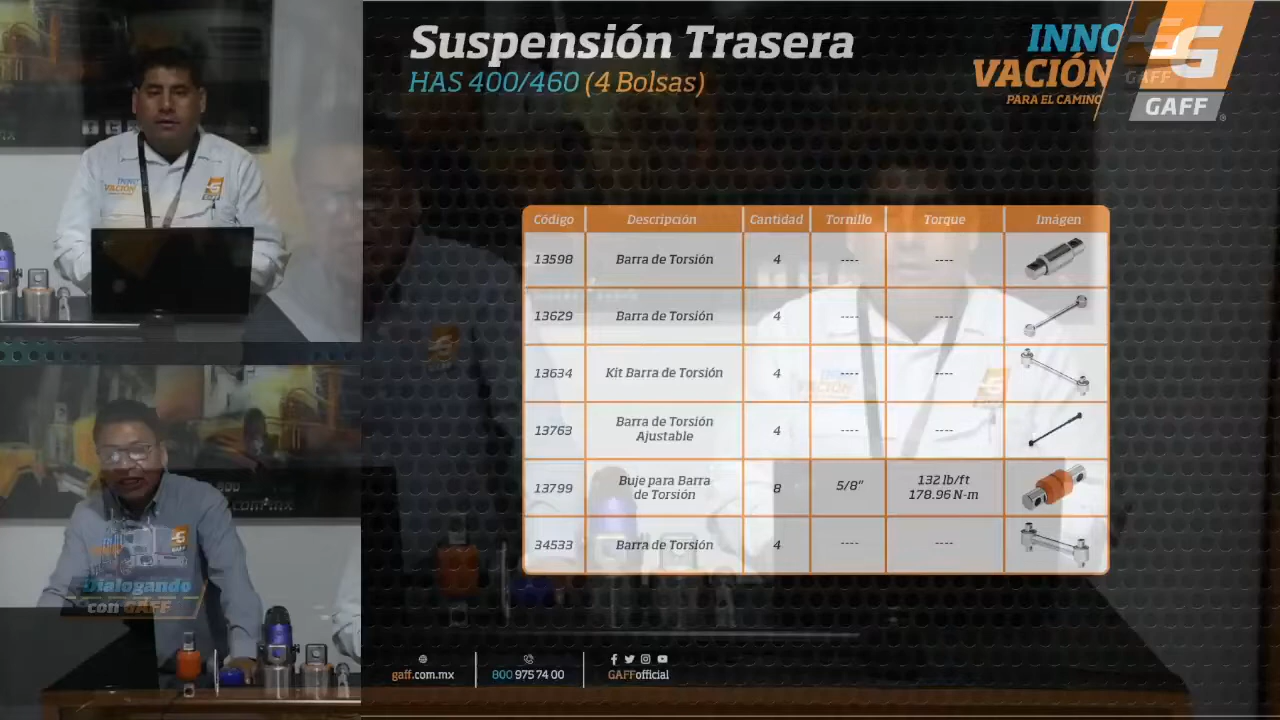 Suspensión Trasera
HAS 400/460 (4 Bolsas)
INNO
VACIÓN
PARA EL CAMINO
GAFF
GAFF
Código Descripción Cantidad Tornillo Torque Imágen
13598 Barra de Torsión 4 ---- ----
13629 Barra de Torsión 4 ---- ----
13634 Kit Barra de Torsión 4 ---- ----
13763 Barra de Torsión
Ajustable 4 ---- ----
13799 Buje para Barra
de Torsión 8 5/8" 132 lb/ft
178.96 N-m
34533 Barra de Torsión 4 ---- ----
INNO
VACIÓN
Dialogando
con GAFF
GAFF
gaff.com.mx
800 975 74 00
GAFFofficial